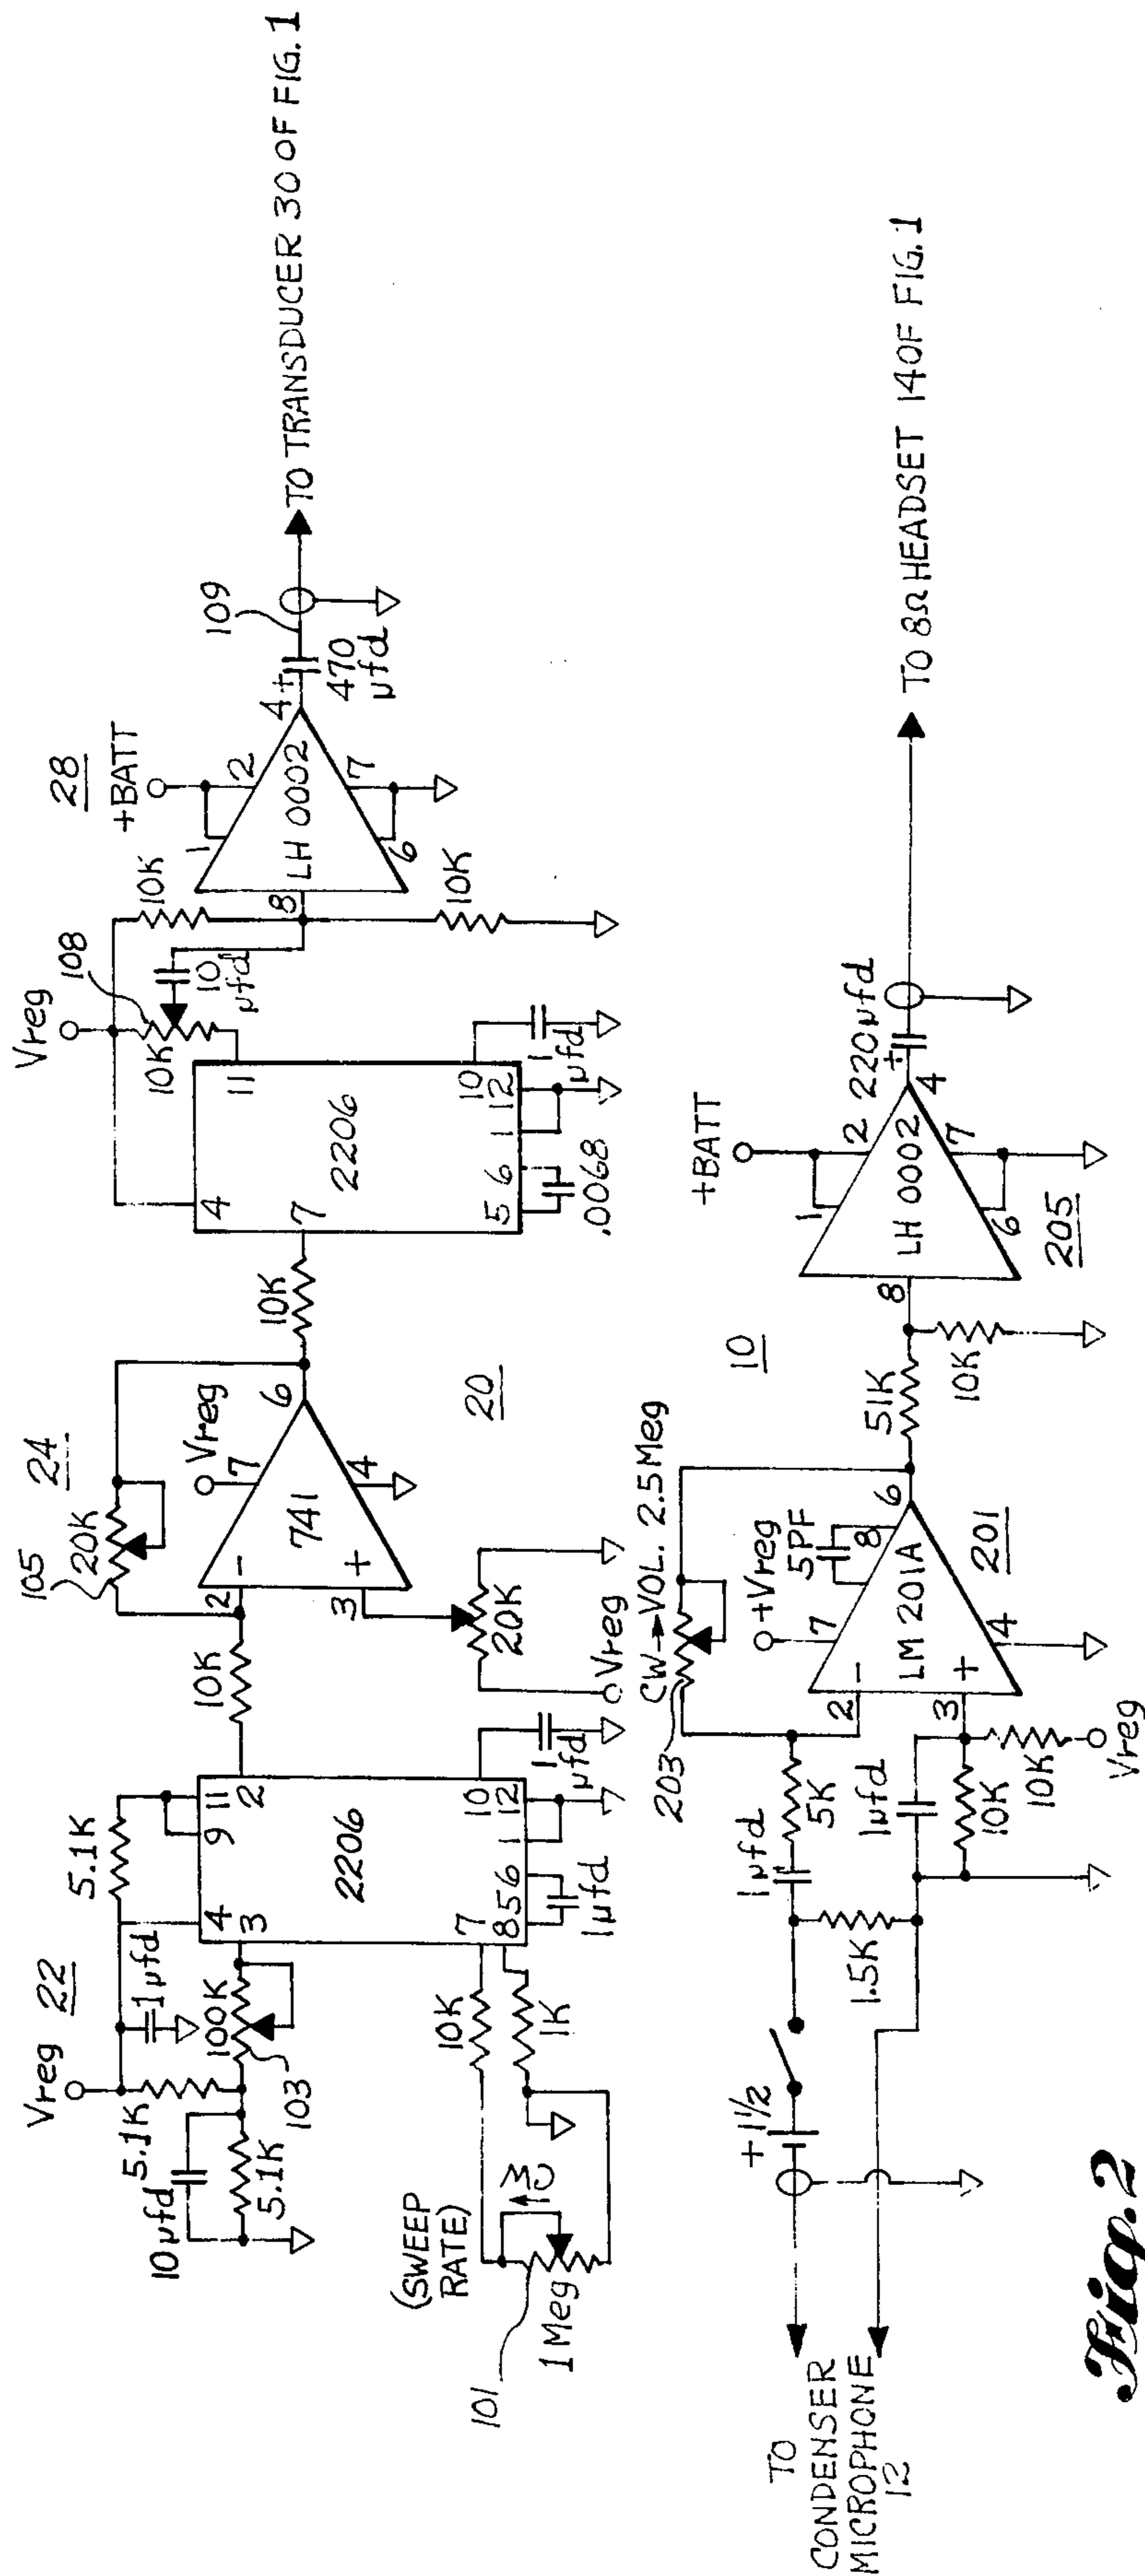 Vreg
22
5.1K
1µfd
5.1K
10µfd
5.1K
100K
103
4
3
11
9
2
2206
7
8
5
6
1
12
10
1µfd
1
µfd
10K
1K
(SWEEP
RATE)
CW
101
1 Meg
10K
105
20K
24
2
-
3
+
741
Vreg
7
4
6
20K
Vreg
20
10K
Vreg
108
10K
10
µfd
4
7
11
2206
5
6
1
12
10
.0068
1
µfd
10K
10K
28
+BATT
8
1
2
LH 0002
6
7
4
+
470
µfd
109
TO TRANSDUCER 30 OF FIG. 1
TO
CONDENSER
MICROPHONE
12
+ 1½
1.5K
1µfd
5K
1µfd
10K
10K
Vreg
203
CW→VOL. 2.5 Meg
+Vreg
5PF
2
-
3
+
7
8
4
6
LM 201A
201
51K
10K
10
+BATT
8
1
2
LH 0002
6
7
4
205
+
220µfd
TO 8Ω HEADSET 14 OF FIG. 1
Fig. 2